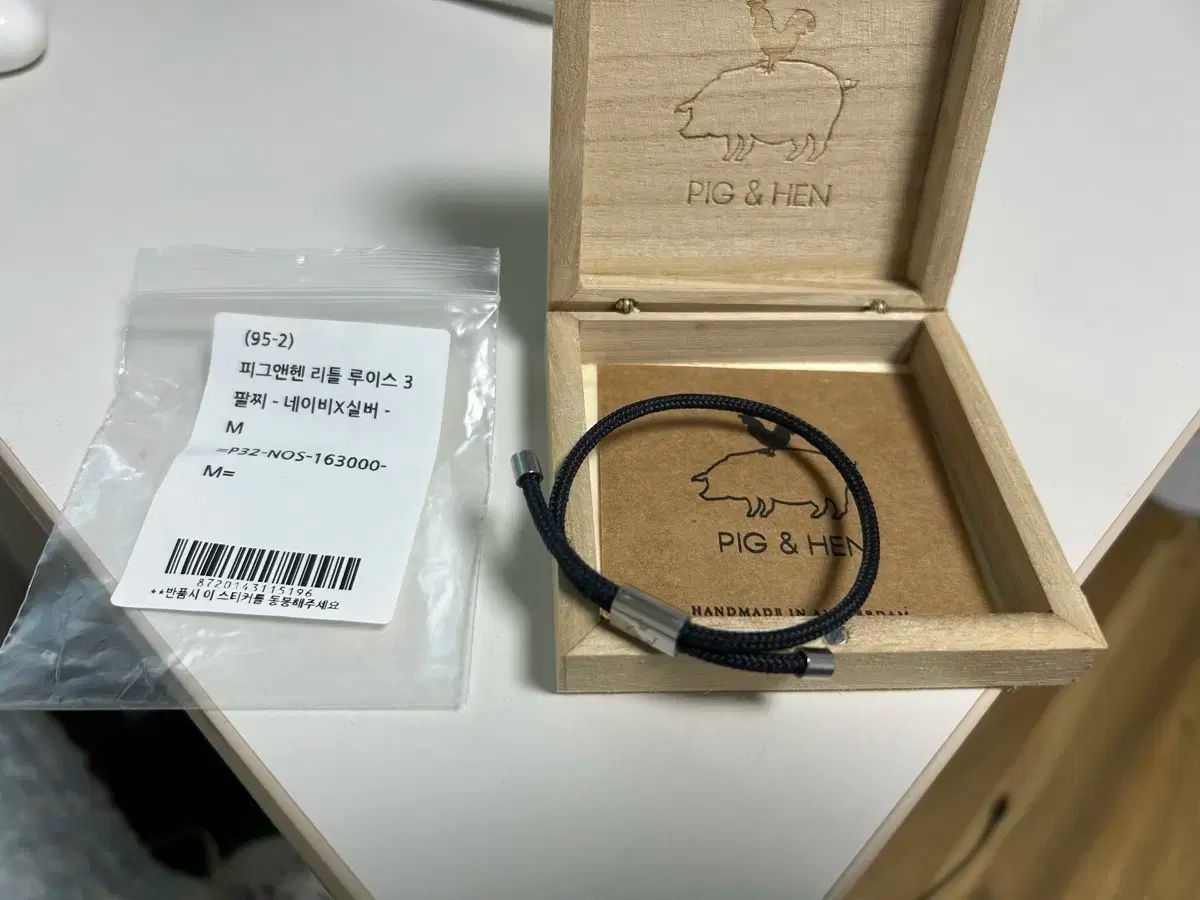 PIG & HEN
(95-2)
피그앤헨 리틀 루이스 3
팔찌 - 네이비X실버 -
M
=P32-NOS-163000-
M=
8720143115196
**반품시 이 스티커를 동봉해주세요
PIG & HEN
HANDMADE IN AMSTERDAM